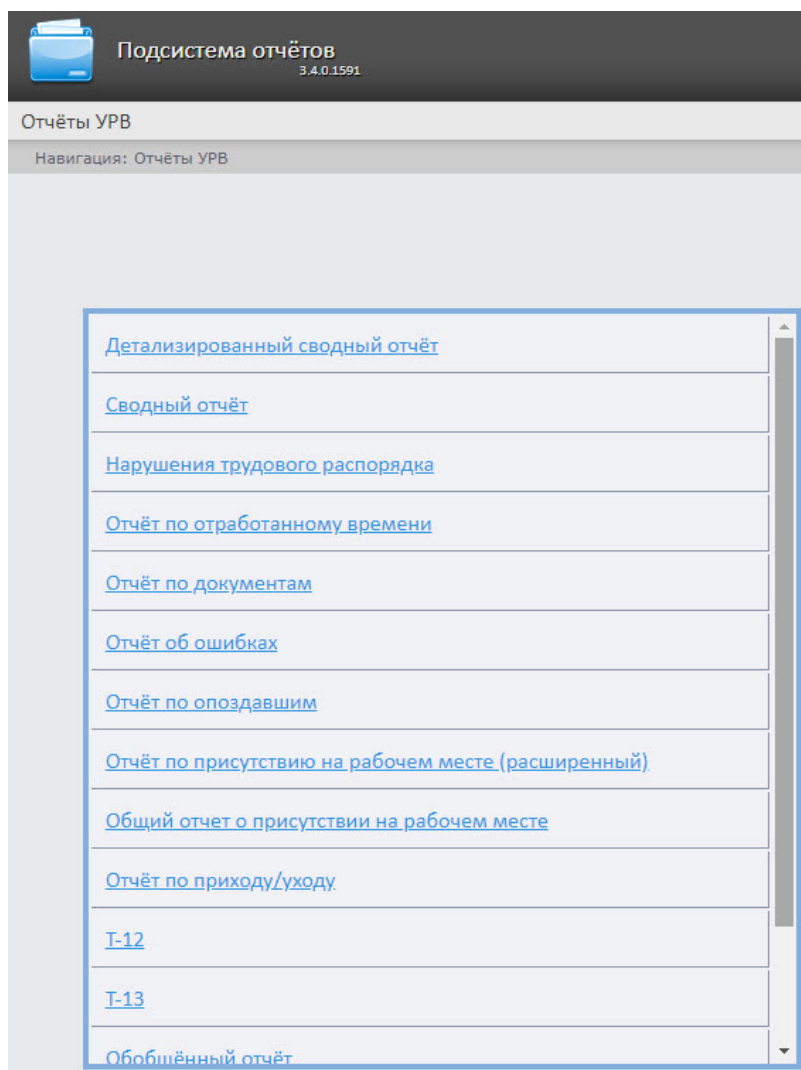 Подсистема отчётов
3.4.0.1591
Отчёты УРВ
Навигация: Отчёты УРВ
Детализированный сводный отчёт
Сводный отчёт
Нарушения трудового распорядка
Отчёт по отработанному времени
Отчёт по документам
Отчёт об ошибках
Отчёт по опоздавшим
Отчёт по присутствию на рабочем месте (расширенный)
Общий отчет о присутствии на рабочем месте
Отчёт по приходу/уходу
Т-12
Т-13
Обобщённый отчёт